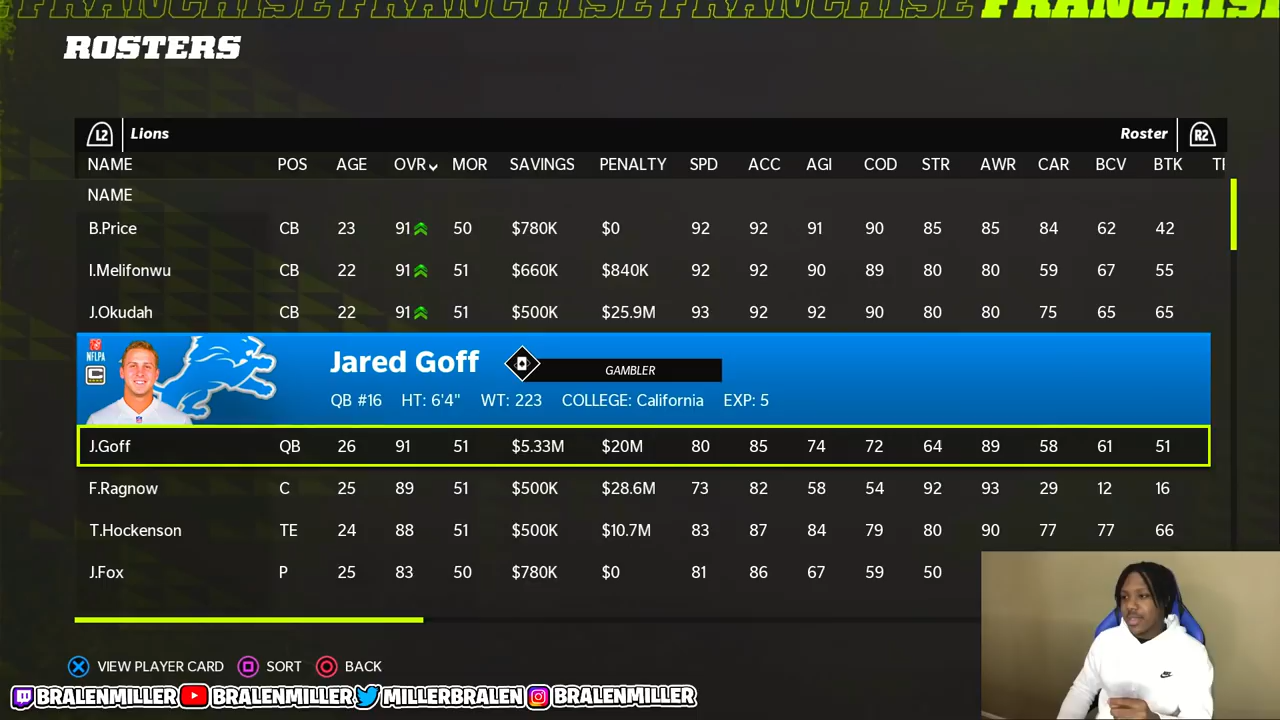 FRANCHISE FRANCHISE FRANCHISE FRANCHISE
ROSTERS
L2 Lions Roster R2
NAME POS AGE OVR MOR SAVINGS PENALTY SPD ACC AGI COD STR AWR CAR BCV BTK
NAME
B.Price CB 23 91 50 $780K $0 92 92 91 90 85 85 84 62 42
I.Melifonwu CB 22 91 51 $660K $840K 92 92 90 89 80 80 59 67 55
J.Okudah CB 22 91 51 $500K $25.9M 93 92 92 90 80 80 75 65 65
NFLPA
C
Jared Goff GAMBLER
QB #16 HT: 6'4" WT: 223 COLLEGE: California EXP: 5
J.Goff QB 26 91 51 $5.33M $20M 80 85 74 72 64 89 58 61 51
F.Ragnow C 25 89 51 $500K $28.6M 73 82 58 54 92 93 29 12 16
T.Hockenson TE 24 88 51 $500K $10.7M 83 87 84 79 80 90 77 77 66
J.Fox P 25 83 50 $780K $0 81 86 67 59 50
VIEW PLAYER CARD SORT BACK
BRALENMILLER BRALENMILLER MILLERBRALEN BRALENMILLER